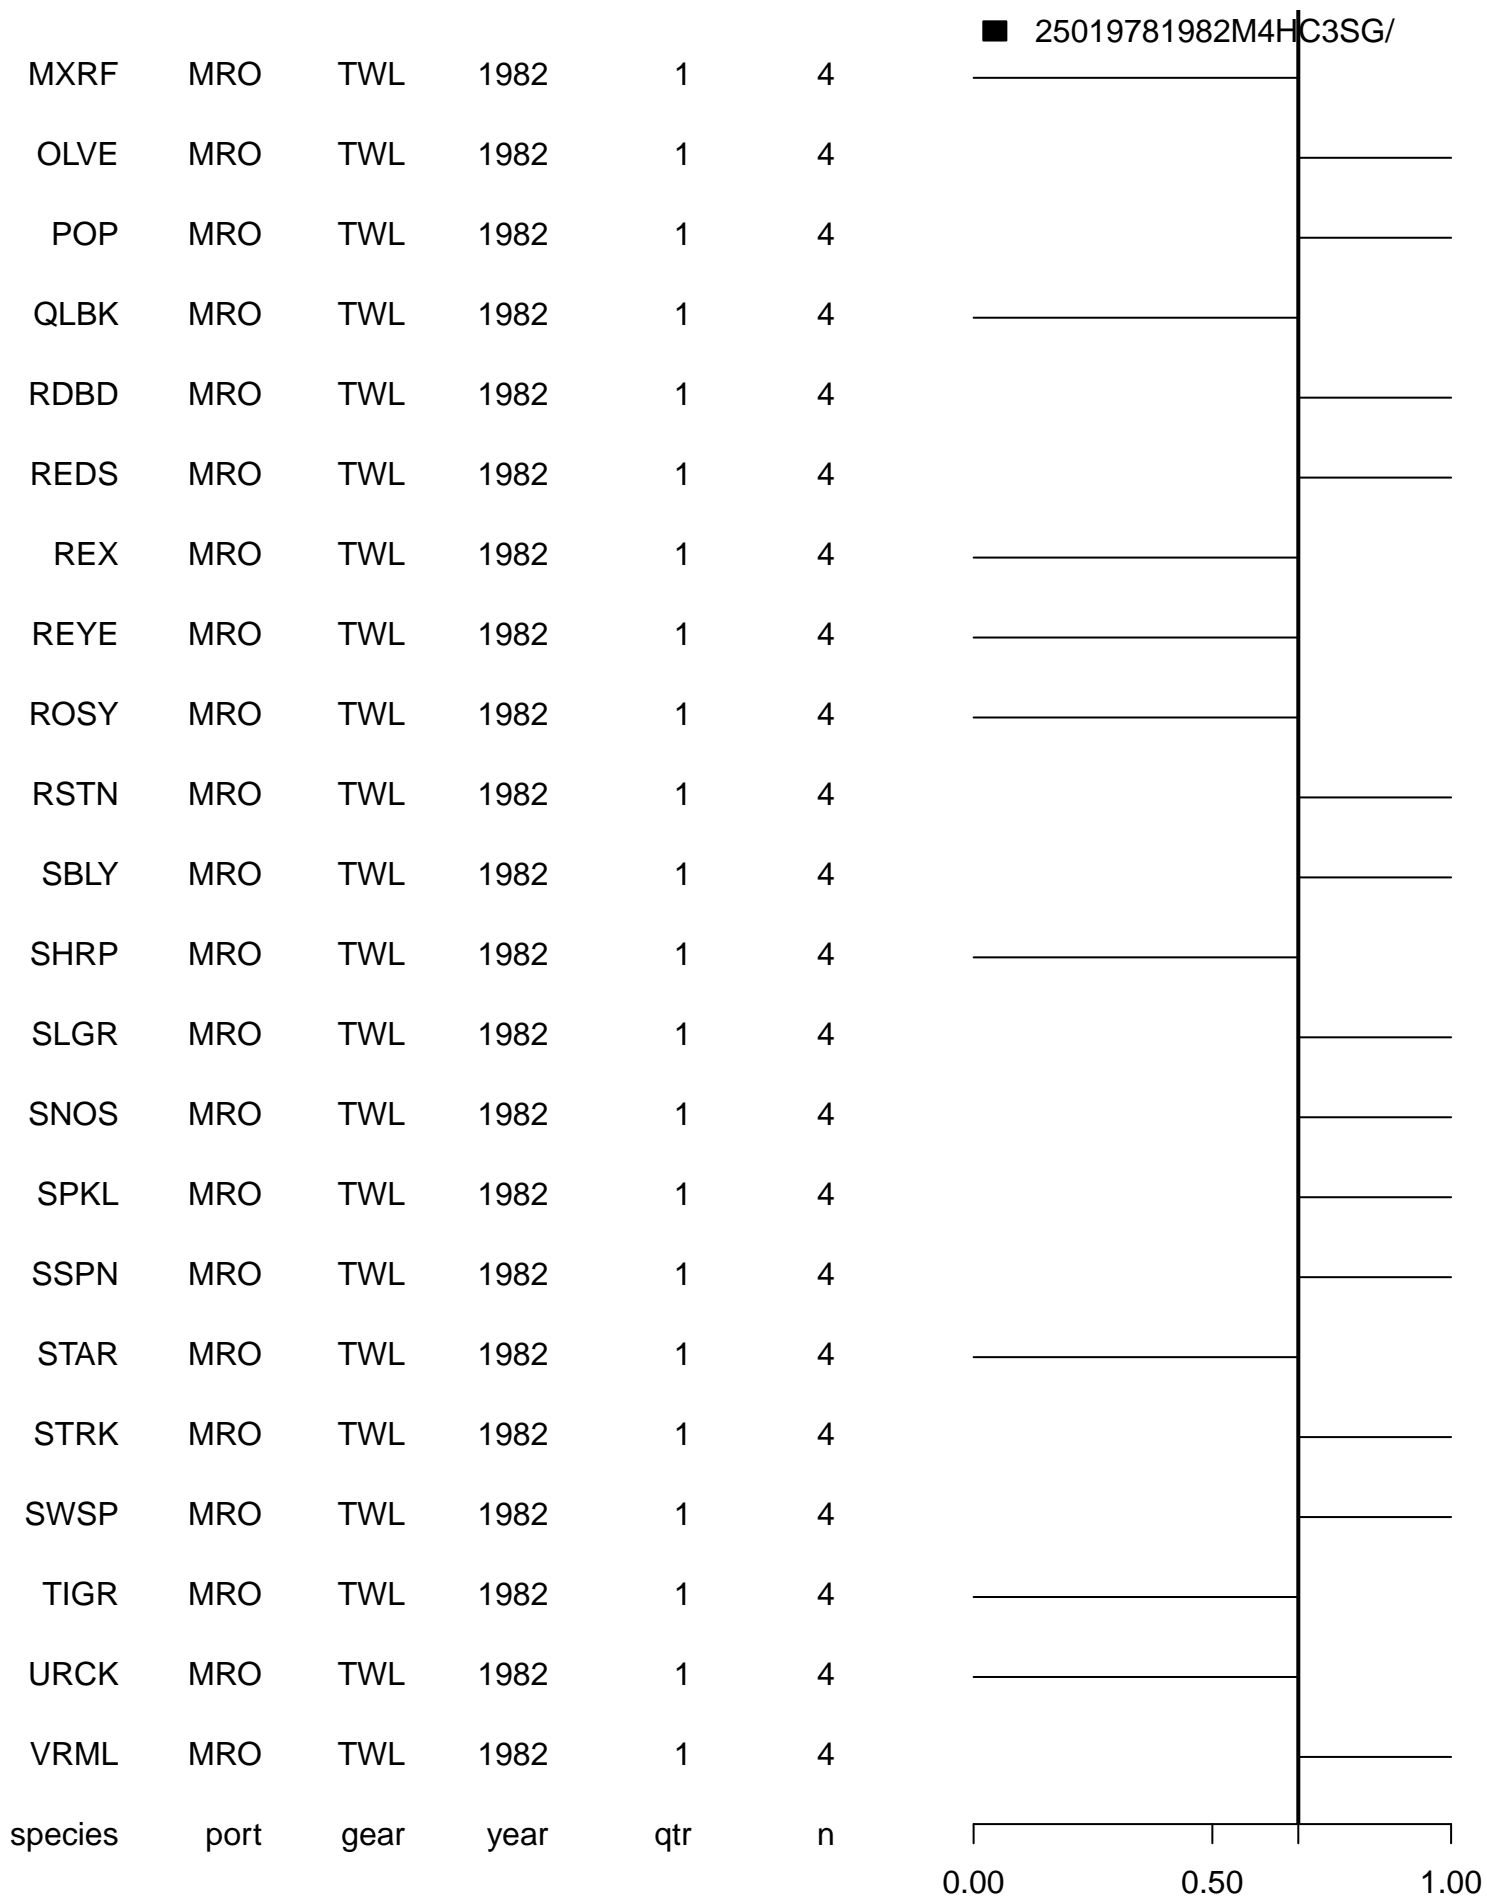 25019781982M4HC3SG/
MXRF MRO TWL 1982 1 4
OLVE MRO TWL 1982 1 4
POP MRO TWL 1982 1 4
QLBK MRO TWL 1982 1 4
RDBD MRO TWL 1982 1 4
REDS MRO TWL 1982 1 4
REX MRO TWL 1982 1 4
REYE MRO TWL 1982 1 4
ROSY MRO TWL 1982 1 4
RSTN MRO TWL 1982 1 4
SBLY MRO TWL 1982 1 4
SHRP MRO TWL 1982 1 4
SLGR MRO TWL 1982 1 4
SNOS MRO TWL 1982 1 4
SPKL MRO TWL 1982 1 4
SSPN MRO TWL 1982 1 4
STAR MRO TWL 1982 1 4
STRK MRO TWL 1982 1 4
SWSP MRO TWL 1982 1 4
TIGR MRO TWL 1982 1 4
URCK MRO TWL 1982 1 4
VRML MRO TWL 1982 1 4
species port gear year qtr n
0.00 0.50 1.00